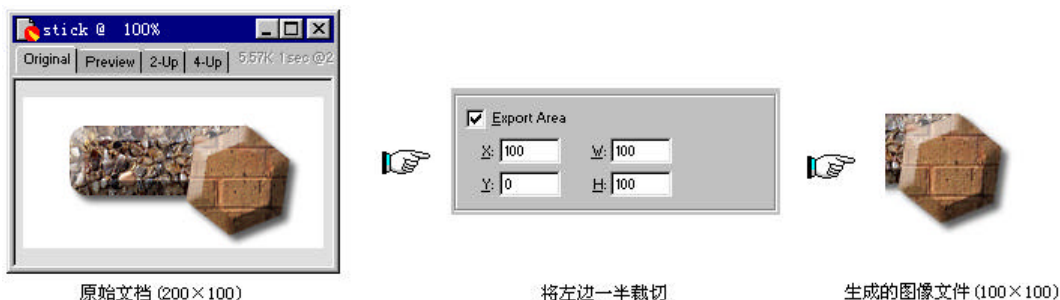 stick @ 100%
Original Preview 2-Up 4-Up 5.57K 1 sec @2
Export Area
X: 100 W: 100
Y: 0 H: 100
原始文档 (200×100) 将左边一半裁切 生成的图像文件 (100×100)